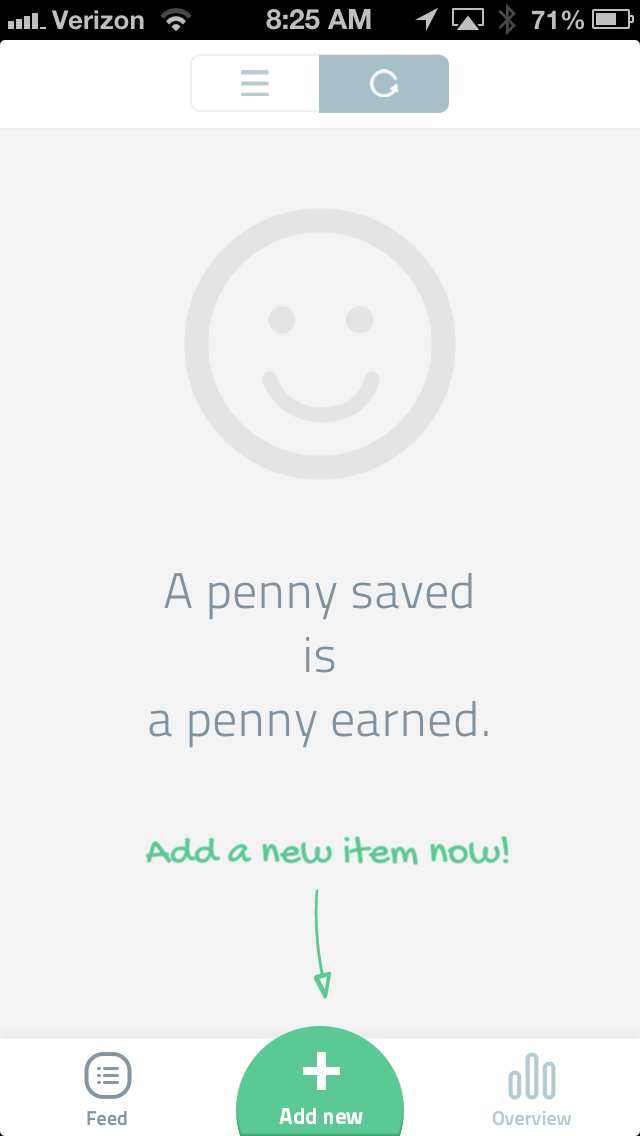 Verizon 8:25 AM 71%
A penny saved
is
a penny earned.
Add a new item now!
Feed Add new Overview